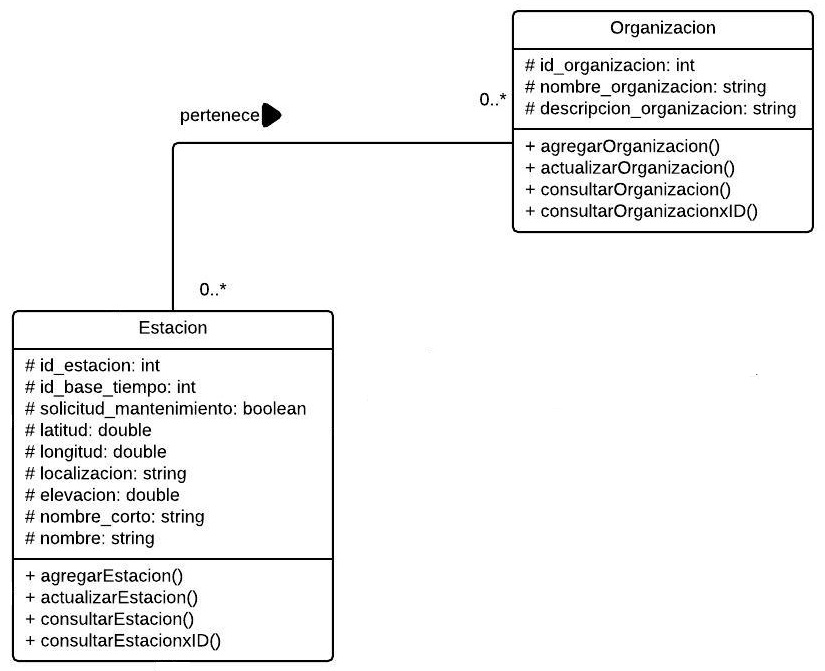 Organizacion
# id_organizacion: int
# nombre_organizacion: string
# descripcion_organizacion: string
+ agregarOrganizacion()
+ actualizarOrganizacion()
+ consultarOrganizacion()
+ consultarOrganizacionxID()
0..*
pertenece
0..*
Estacion
# id_estacion: int
# id_base_tiempo: int
# solicitud_mantenimiento: boolean
# latitud: double
# longitud: double
# localizacion: string
# elevacion: double
# nombre_corto: string
# nombre: string
+ agregarEstacion()
+ actualizarEstacion()
+ consultarEstacion()
+ consultarEstacionxID()